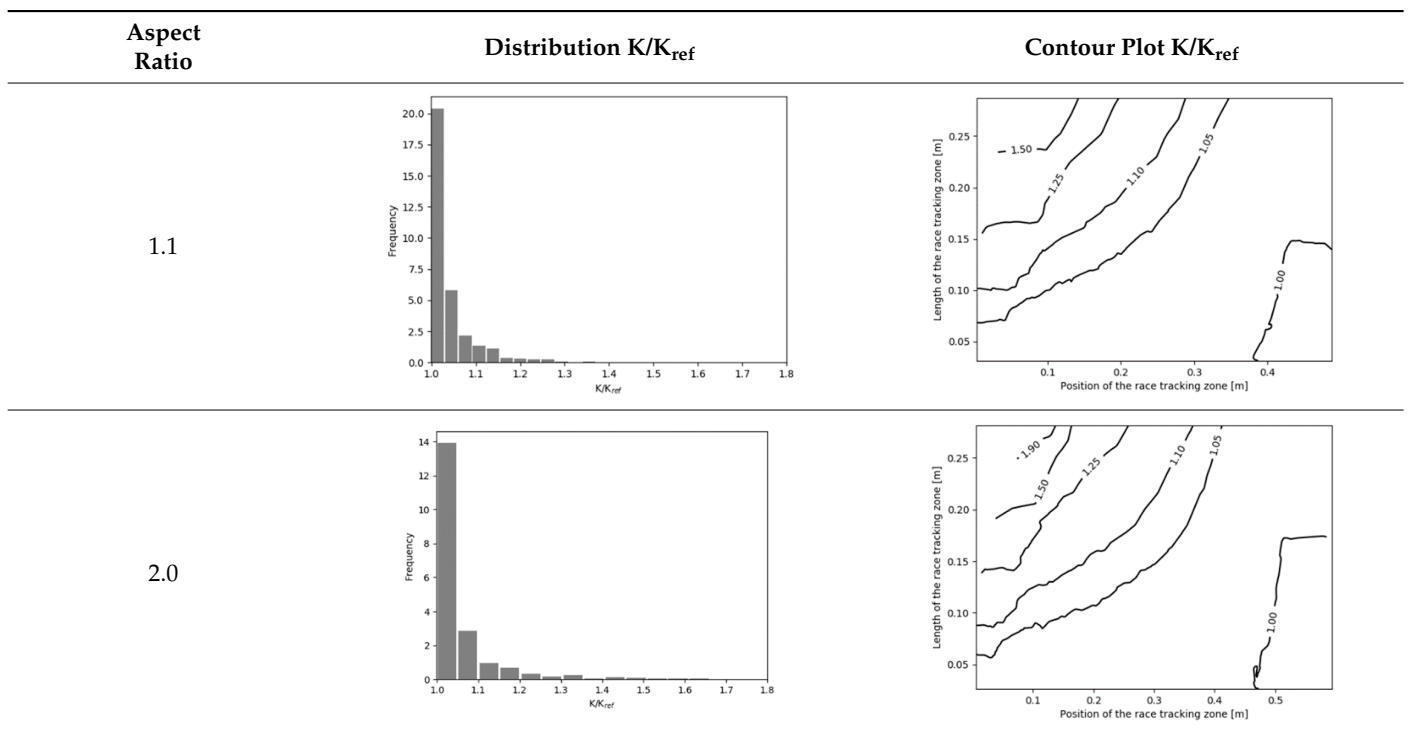 Aspect Ratio
Distribution K/Kref
Contour Plot K/Kref
1.1
Frequency
20.0
17.5
15.0
12.5
10.0
7.5
5.0
2.5
0.0
1.0 1.1 1.2 1.3 1.4 1.5 1.6 1.7 1.8
K/Kref
Length of the race tracking zone [m]
0.25
0.20
0.15
0.10
0.05
1.50
1.25
1.10
1.05
1.00
0.1 0.2 0.3 0.4
Position of the race tracking zone [m]
2.0
Frequency
14
12
10
8
6
4
2
0
1.0 1.1 1.2 1.3 1.4 1.5 1.6 1.7 1.8
K/Kref
Length of the race tracking zone [m]
0.25
0.20
0.15
0.10
0.05
1.90
1.50
1.25
1.10
1.05
1.00
0.1 0.2 0.3 0.4 0.5
Position of the race tracking zone [m]